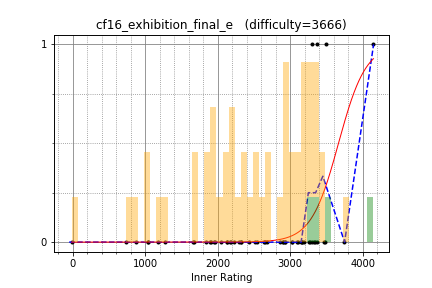 cf16_exhibition_final_e (difficulty=3666)
1
0
0 1000 2000 3000 4000
Inner Rating